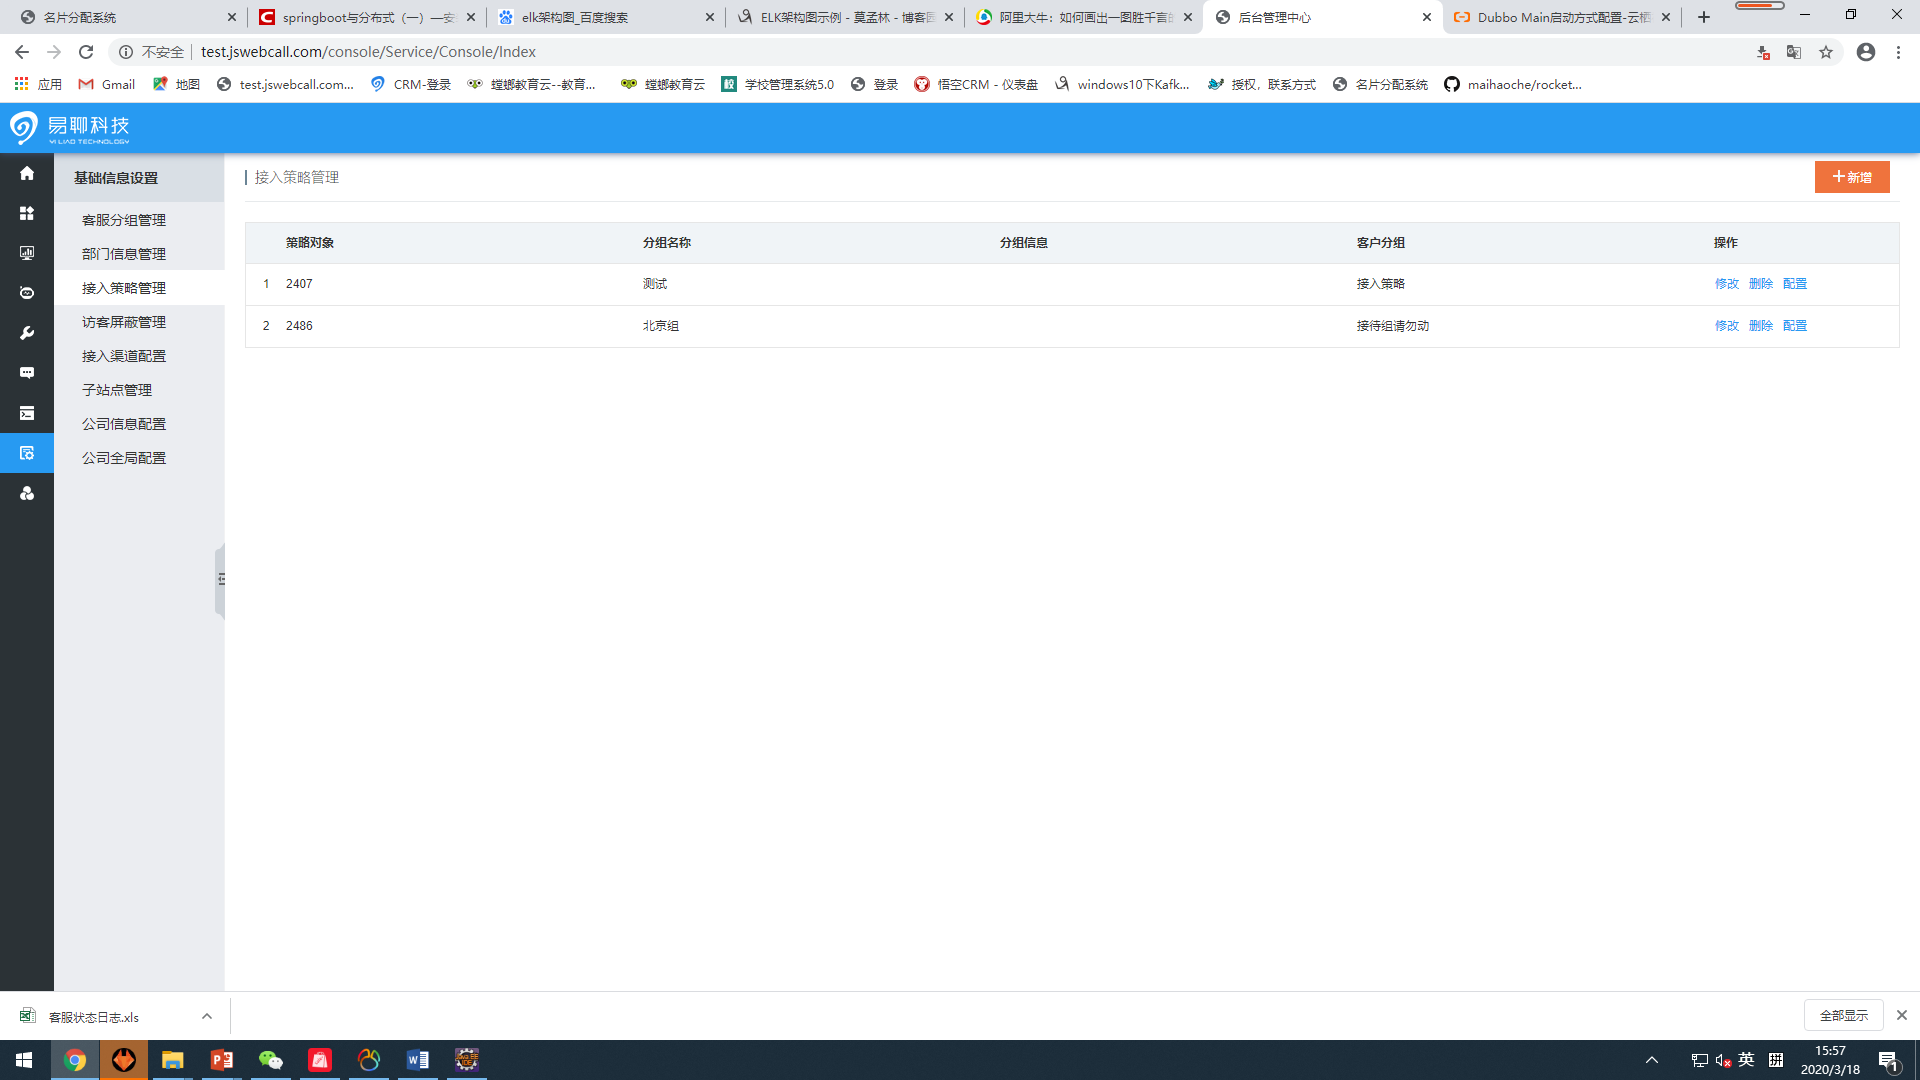 名片分配系统
springboot与分布式（一）—安
elk架构图_百度搜索
ELK架构图示例 - 莫孟林 - 博客园
阿里大牛：如何画出一图胜千言的
后台管理中心
Dubbo Main启动方式配置-云栖
不安全 test.jswebcall.com/console/Service/Console/Index
应用 Gmail 地图 test.jswebcall.com... CRM-登录 螳螂教育云--教育... 螳螂教育云 学校管理系统5.0 登录 悟空CRM - 仪表盘 windows10下Kafk... 授权，联系方式 名片分配系统 maihaoche/rocket...
易聊科技
YI LIAO TECHNOLOGY
基础信息设置
客服分组管理
部门信息管理
接入策略管理
访客屏蔽管理
接入渠道配置
子站点管理
公司信息配置
公司全局配置
接入策略管理
新增
策略对象 分组名称 分组信息 客户分组 操作
1 2407 测试 接入策略 修改 删除 配置
2 2486 北京组 接待组请勿动 修改 删除 配置
客服状态日志.xls
全部显示
英
拼
15:57
2020/3/18
1